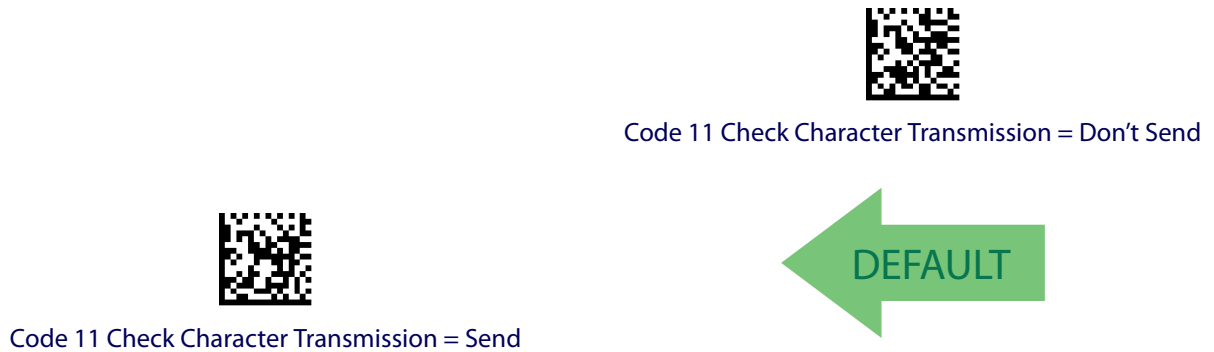 Code 11 Check Character Transmission = Don’t Send
DEFAULT
Code 11 Check Character Transmission = Send